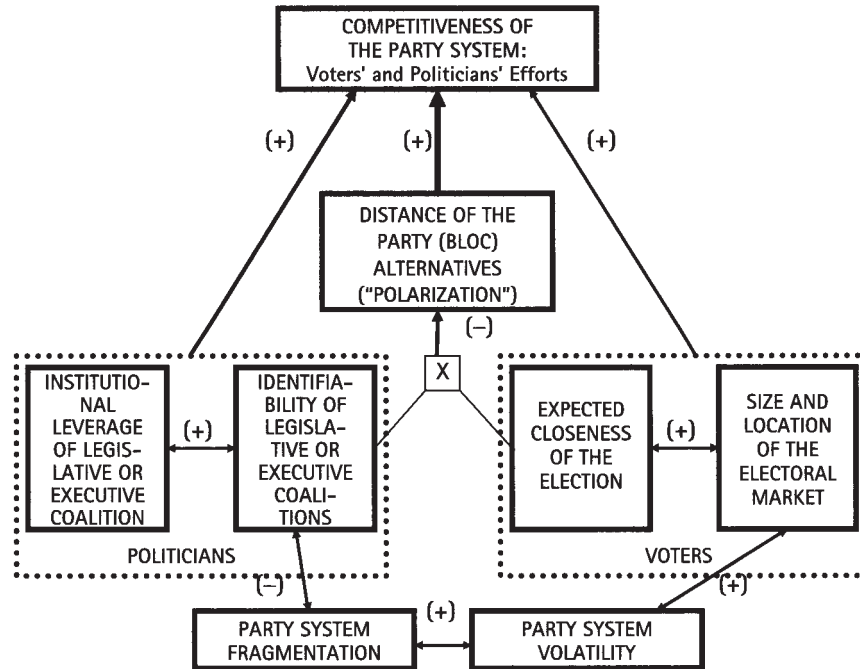 COMPETITIVENESS OF
THE PARTY SYSTEM:
Voters' and Politicians' Efforts
(+)
(+)
(+)
DISTANCE OF THE
PARTY (BLOC)
ALTERNATIVES
("POLARIZATION")
(−)
X
INSTITUTIO-
NAL
LEVERAGE
OF LEGIS-
LATIVE OR
EXECUTIVE
COALITION
(+)
IDENTIFIA-
BILITY OF
LEGISLA-
TIVE OR
EXECUTIVE
COALI-
TIONS
EXPECTED
CLOSENESS
OF THE
ELECTION
(+)
SIZE AND
LOCATION
OF THE
ELECTORAL
MARKET
POLITICIANS
VOTERS
(−)
(+)
(+)
PARTY SYSTEM
FRAGMENTATION
PARTY SYSTEM
VOLATILITY